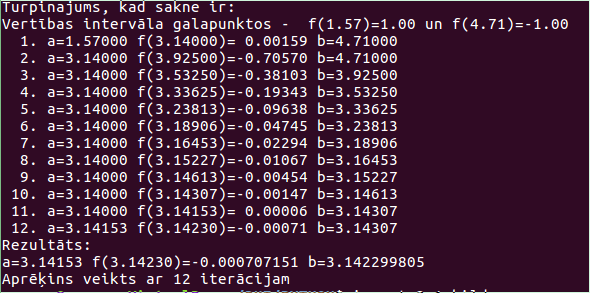 Turpinājums, kad sakne ir:
Vērtības intervāla galapunktos -  f(1.57)=1.00 un f(4.71)=-1.00
  1. a=1.57000 f(3.14000)= 0.00159 b=4.71000
  2. a=3.14000 f(3.92500)=-0.70570 b=4.71000
  3. a=3.14000 f(3.53250)=-0.38103 b=3.92500
  4. a=3.14000 f(3.33625)=-0.19343 b=3.53250
  5. a=3.14000 f(3.23813)=-0.09638 b=3.33625
  6. a=3.14000 f(3.18906)=-0.04745 b=3.23813
  7. a=3.14000 f(3.16453)=-0.02294 b=3.18906
  8. a=3.14000 f(3.15227)=-0.01067 b=3.16453
  9. a=3.14000 f(3.14613)=-0.00454 b=3.15227
 10. a=3.14000 f(3.14307)=-0.00147 b=3.14613
 11. a=3.14000 f(3.14153)= 0.00006 b=3.14307
 12. a=3.14153 f(3.14230)=-0.00071 b=3.14307
Rezultāts:
a=3.14153 f(3.14230)=-0.000707151 b=3.142299805
Aprēķins veikts ar 12 iterācijam